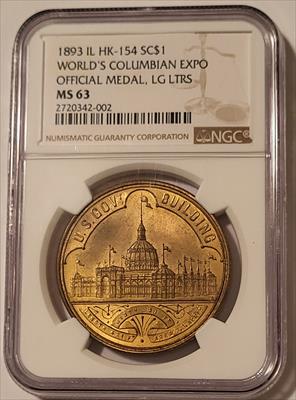 1893 IL HK-154 SC$1
WORLD'S COLUMBIAN EXPO
OFFICIAL MEDAL, LG LTRS
MS 63
2720342-002
NUMISMATIC GUARANTY CORPORATION
NGC®
U.S. GOV'T BUILDING